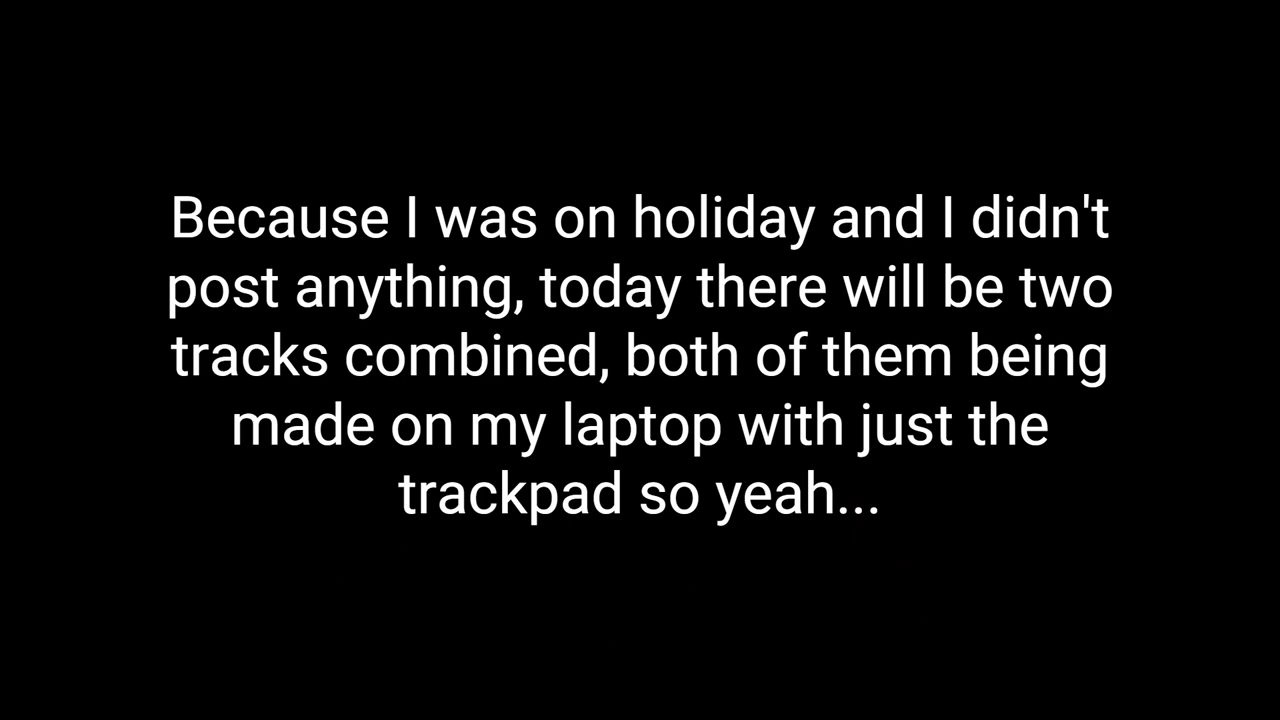 Because I was on holiday and I didn't
post anything, today there will be two
tracks combined, both of them being
made on my laptop with just the
trackpad so yeah...